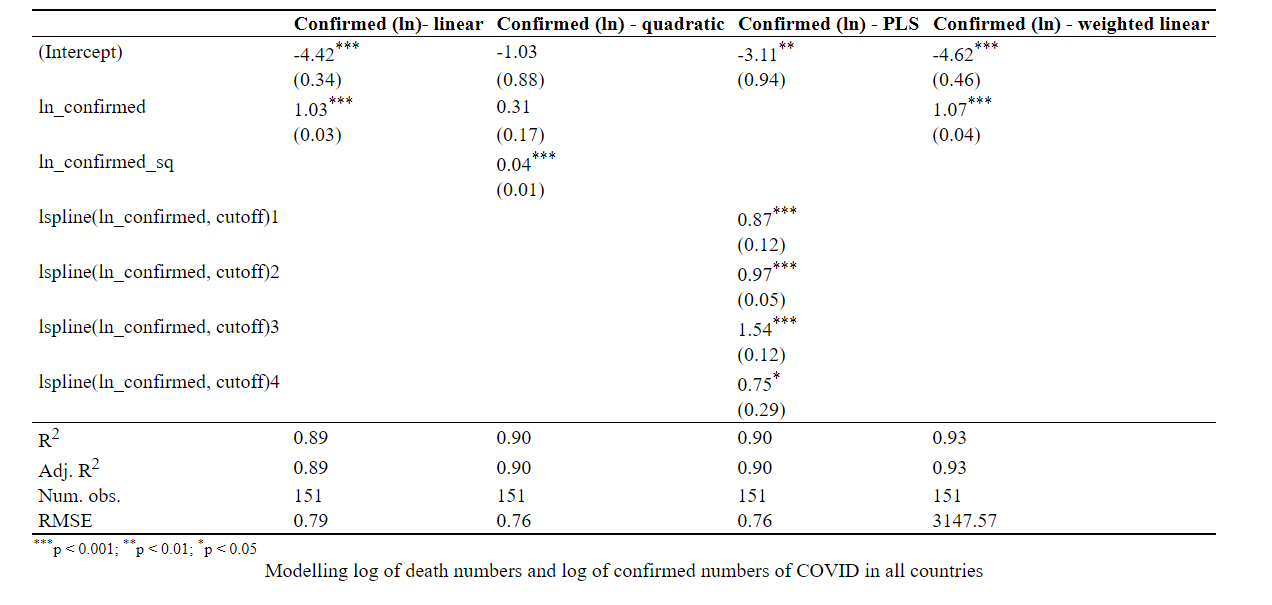 Confirmed (ln)- linear Confirmed (ln) - quadratic Confirmed (ln) - PLS Confirmed (ln) - weighted linear
(Intercept) -4.42*** -1.03 -3.11** -4.62***
(0.34) (0.88) (0.94) (0.46)
ln_confirmed 1.03*** 0.31 1.07***
(0.03) (0.17) (0.04)
ln_confirmed_sq 0.04***
(0.01)
lspline(ln_confirmed, cutoff)1 0.87***
(0.12)
lspline(ln_confirmed, cutoff)2 0.97***
(0.05)
lspline(ln_confirmed, cutoff)3 1.54***
(0.12)
lspline(ln_confirmed, cutoff)4 0.75*
(0.29)
R2 0.89 0.90 0.90 0.93
Adj. R2 0.89 0.90 0.90 0.93
Num. obs. 151 151 151 151
RMSE 0.79 0.76 0.76 3147.57
***p < 0.001; **p < 0.01; *p < 0.05
Modelling log of death numbers and log of confirmed numbers of COVID in all countries